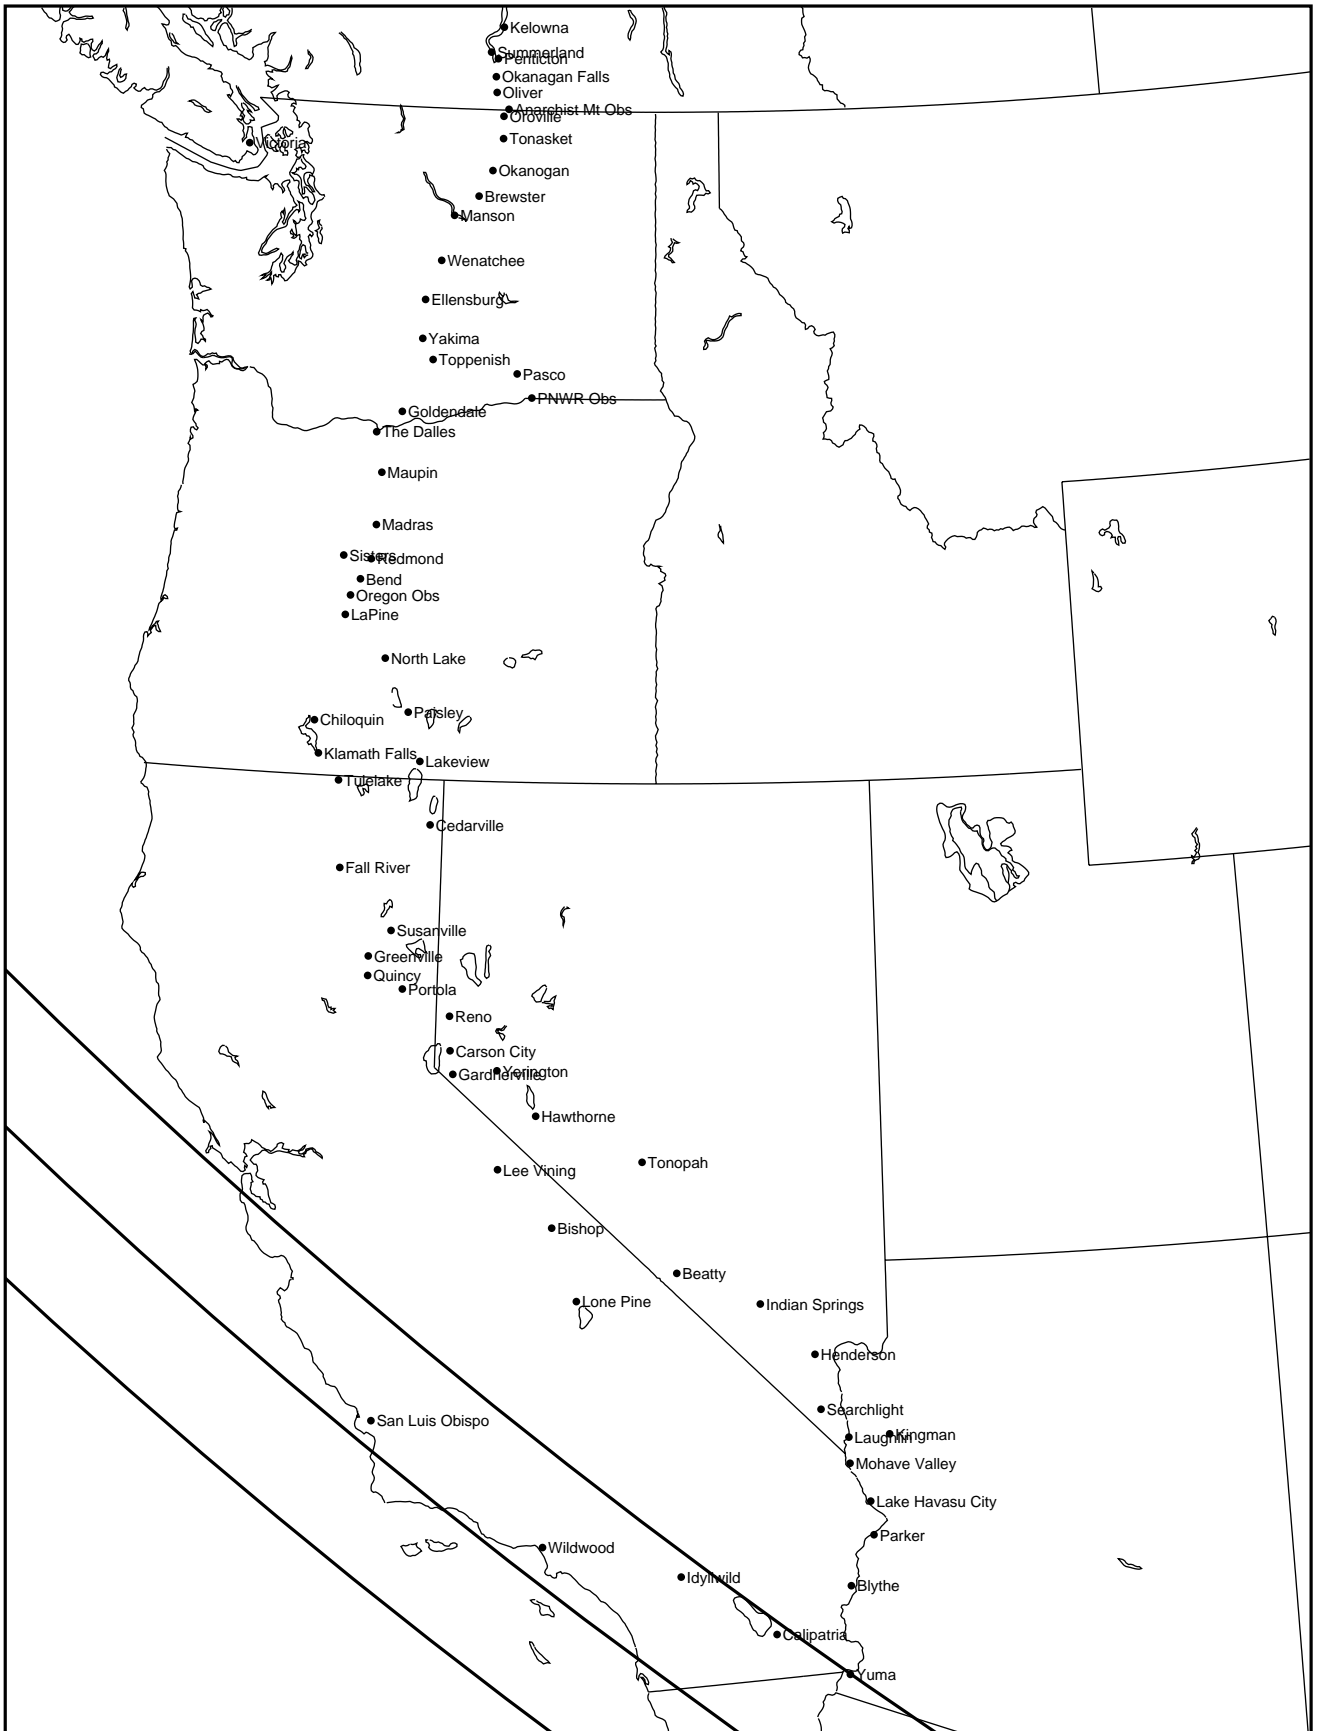 Kelowna
Summerland
Penticton
Okanagan Falls
Oliver
Anarchist Mt Obs
Oroville
Tonasket
Victoria
Okanogan
Brewster
Manson
Wenatchee
Ellensburg
Yakima
Toppenish
Pasco
PNWR Obs
Goldendale
The Dalles
Maupin
Madras
Sisters
Redmond
Bend
Oregon Obs
LaPine
North Lake
Paisley
Chiloquin
Klamath Falls
Lakeview
Tulelake
Cedarville
Fall River
Susanville
Greenville
Quincy
Portola
Reno
Carson City
Yerington
Gardnerville
Hawthorne
Tonopah
Lee Vining
Bishop
Beatty
Lone Pine
Indian Springs
Henderson
Searchlight
San Luis Obispo
Kingman
Laughlin
Mohave Valley
Lake Havasu City
Parker
Wildwood
Idyllwild
Blythe
Calipatria
Yuma